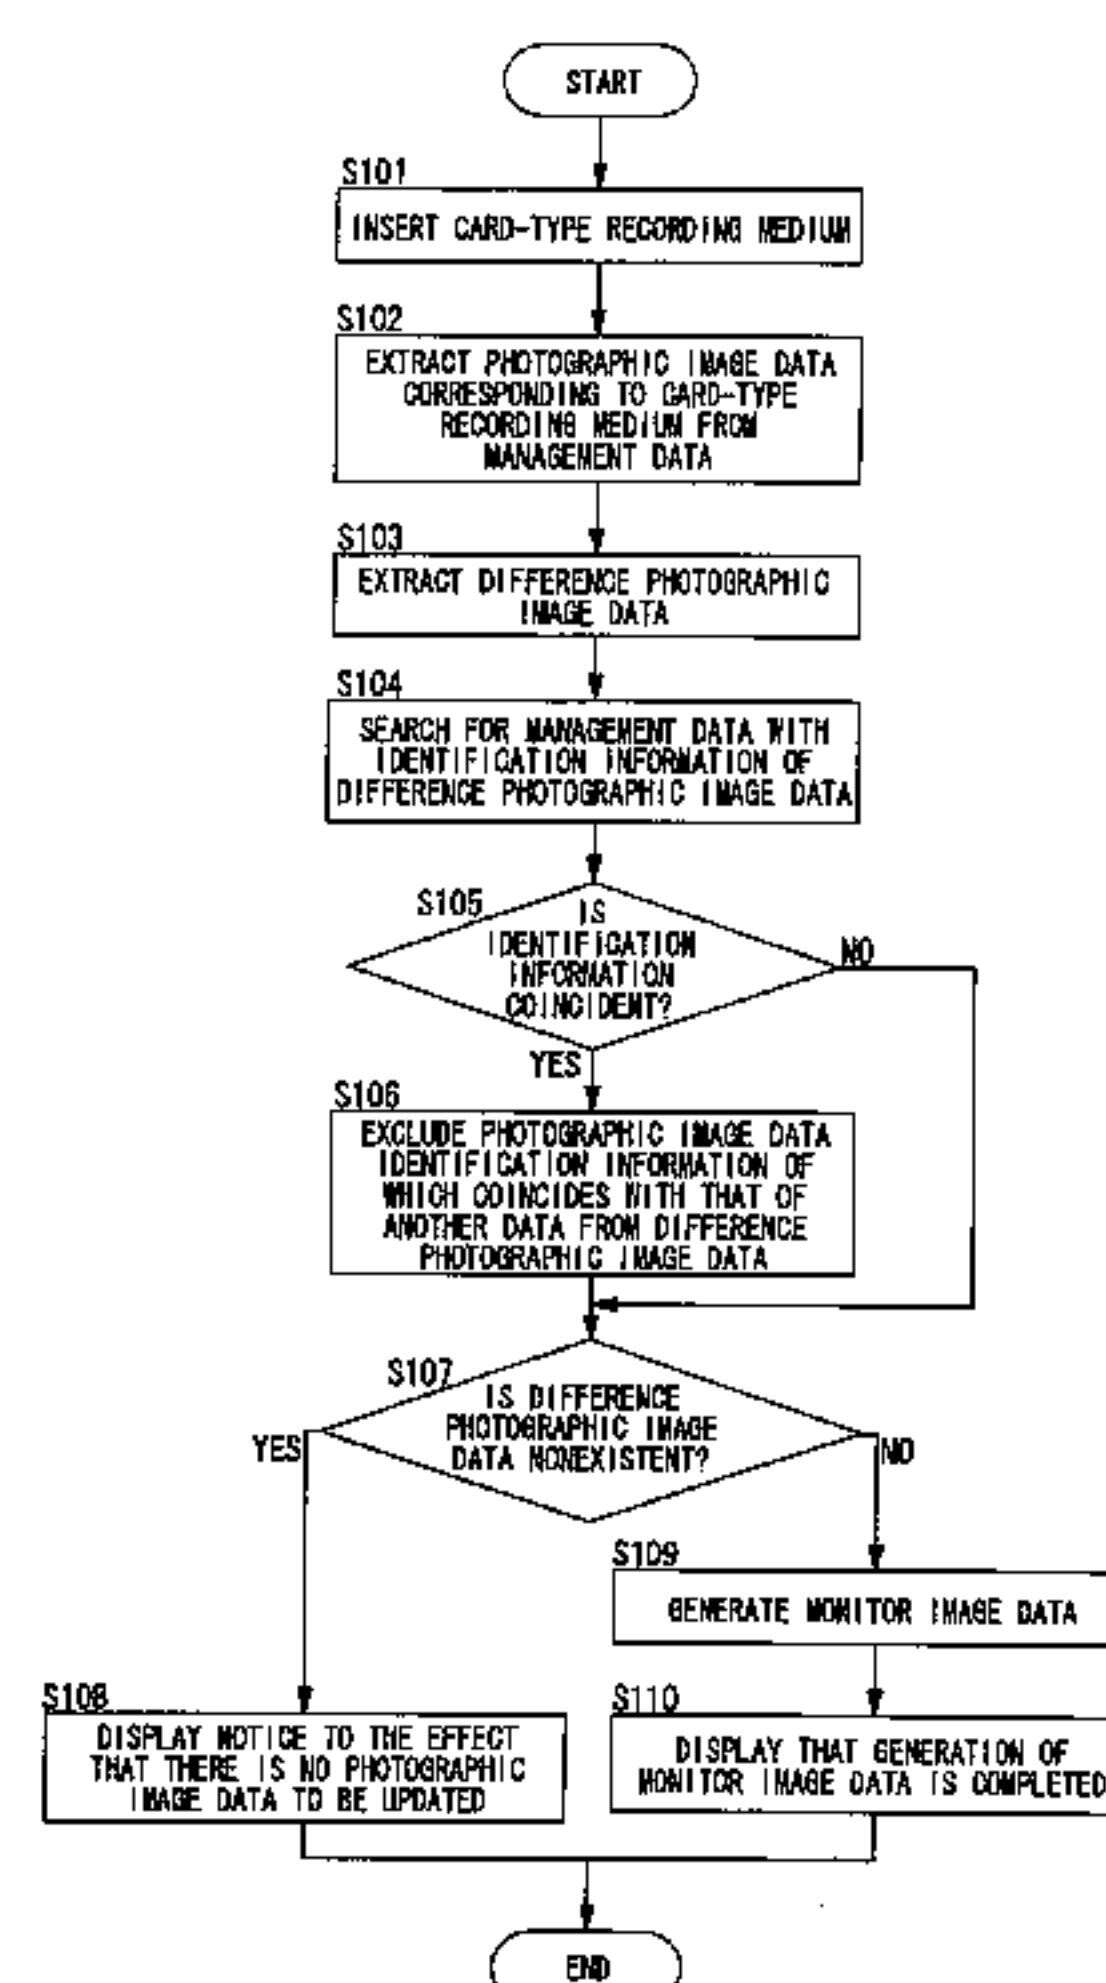 START
S101
INSERT CARD-TYPE RECORDING MEDIUM
S102
EXTRACT PHOTOGRAPHIC IMAGE DATA
CORRESPONDING TO CARD-TYPE
RECORDING MEDIUM FROM
MANAGEMENT DATA
S103
EXTRACT DIFFERENCE PHOTOGRAPHIC
IMAGE DATA
S104
SEARCH FOR MANAGEMENT DATA WITH
IDENTIFICATION INFORMATION OF
DIFFERENCE PHOTOGRAPHIC IMAGE DATA
S105
IS
IDENTIFICATION
INFORMATION
COINCIDENT?
NO
YES
S106
EXCLUDE PHOTOGRAPHIC IMAGE DATA
IDENTIFICATION INFORMATION OF
WHICH COINCIDES WITH THAT OF
ANOTHER DATA FROM DIFFERENCE
PHOTOGRAPHIC IMAGE DATA
S107
IS DIFFERENCE
PHOTOGRAPHIC IMAGE
DATA NONEXISTENT?
YES
NO
S109
GENERATE MONITOR IMAGE DATA
S108
DISPLAY NOTICE TO THE EFFECT
THAT THERE IS NO PHOTOGRAPHIC
IMAGE DATA TO BE UPDATED
S110
DISPLAY THAT GENERATION OF
MONITOR IMAGE DATA IS COMPLETED
END